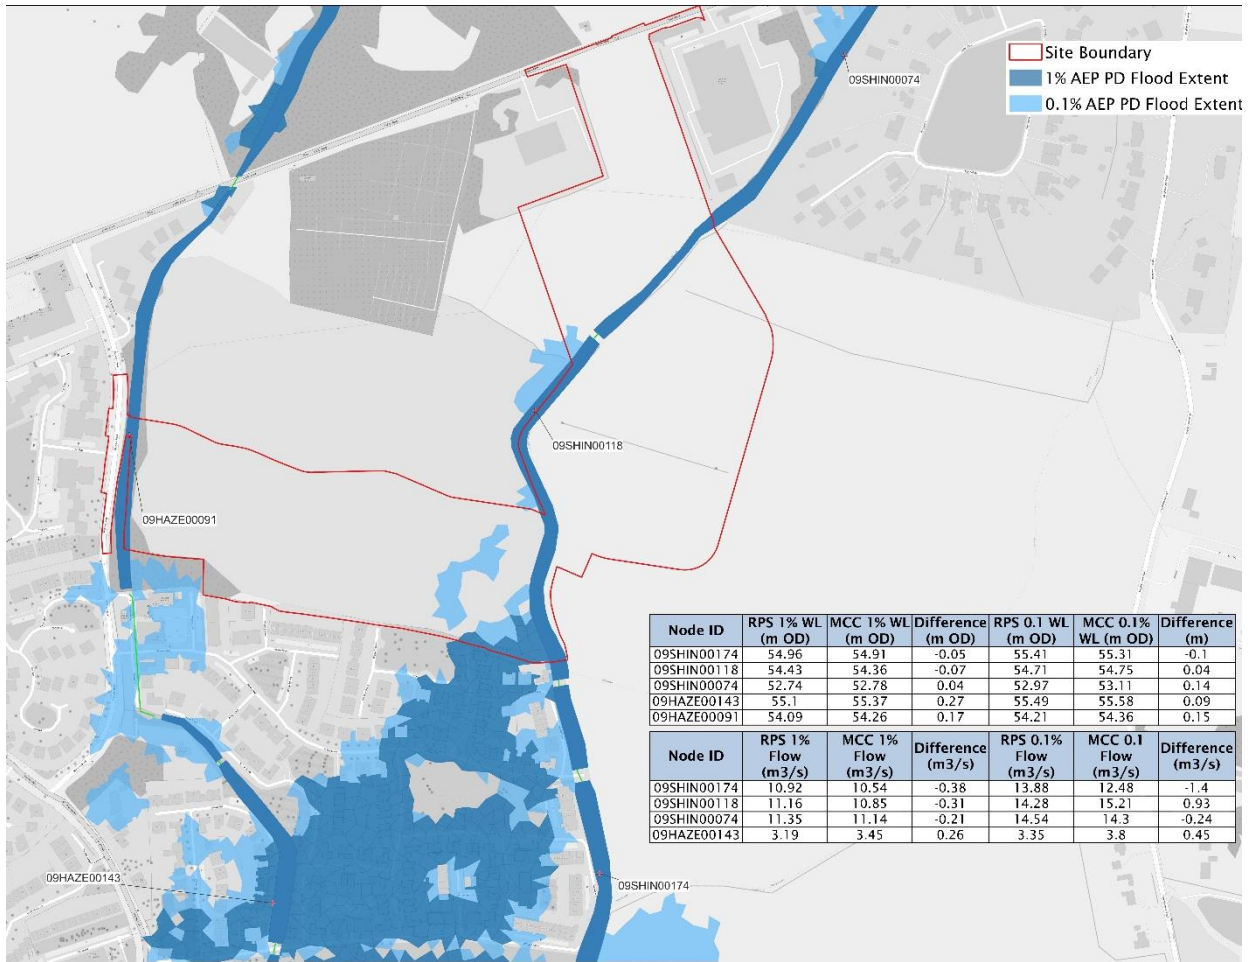 09SHIN00074
Site Boundary
1% AEP PD Flood Extent
0.1% AEP PD Flood Extent
09SHIN00118
09HAZE00091
Node ID RPS 1% WL (m OD) MCC 1% WL (m OD) Difference (m OD) RPS 0.1 WL (m OD) MCC 0.1% WL (m OD) Difference (m)
09SHIN00174 54.96 54.91 -0.05 55.41 55.31 -0.1
09SHIN00118 54.43 54.36 -0.07 54.71 54.75 0.04
09SHIN00074 52.74 52.78 0.04 52.97 53.11 0.14
09HAZE00143 55.1 55.37 0.27 55.49 55.58 0.09
09HAZE00091 54.09 54.26 0.17 54.21 54.36 0.15
Node ID RPS 1% Flow (m3/s) MCC 1% Flow (m3/s) Difference (m3/s) RPS 0.1% Flow (m3/s) MCC 0.1 Flow (m3/s) Difference (m3/s)
09SHIN00174 10.92 10.54 -0.38 13.88 12.48 -1.4
09SHIN00118 11.16 10.85 -0.31 14.28 15.21 0.93
09SHIN00074 11.35 11.14 -0.21 14.54 14.3 -0.24
09HAZE00143 3.19 3.45 0.26 3.35 3.8 0.45
09HAZE00143
09SHIN00174